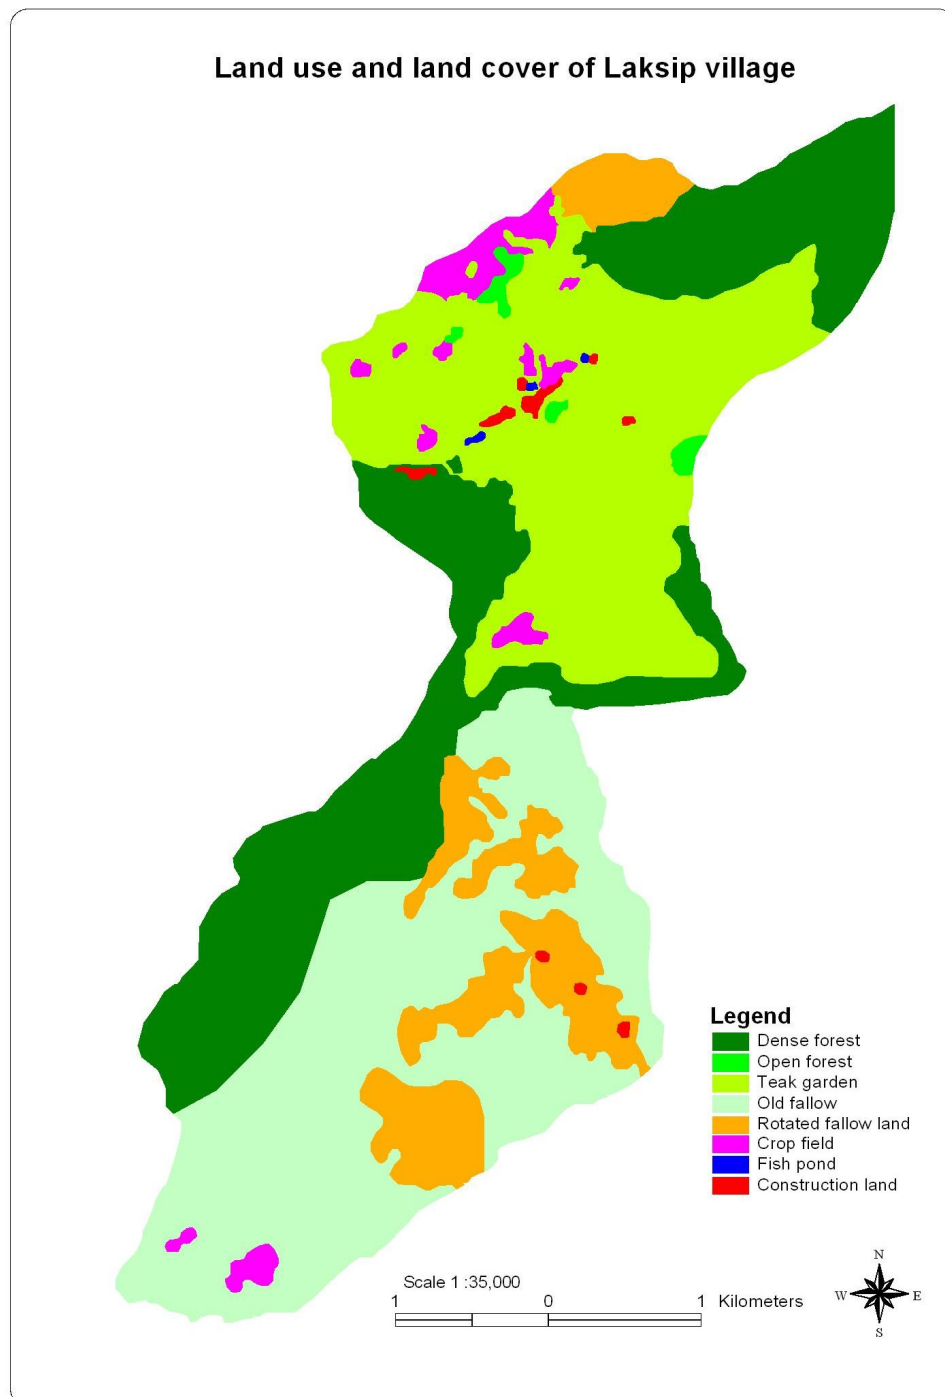 Land use and land cover of Laksip village
Legend
Dense forest
Open forest
Teak garden
Old fallow
Rotated fallow land
Crop field
Fish pond
Construction land
Scale 1 :35,000
1 0 1 Kilometers
N
W E
S